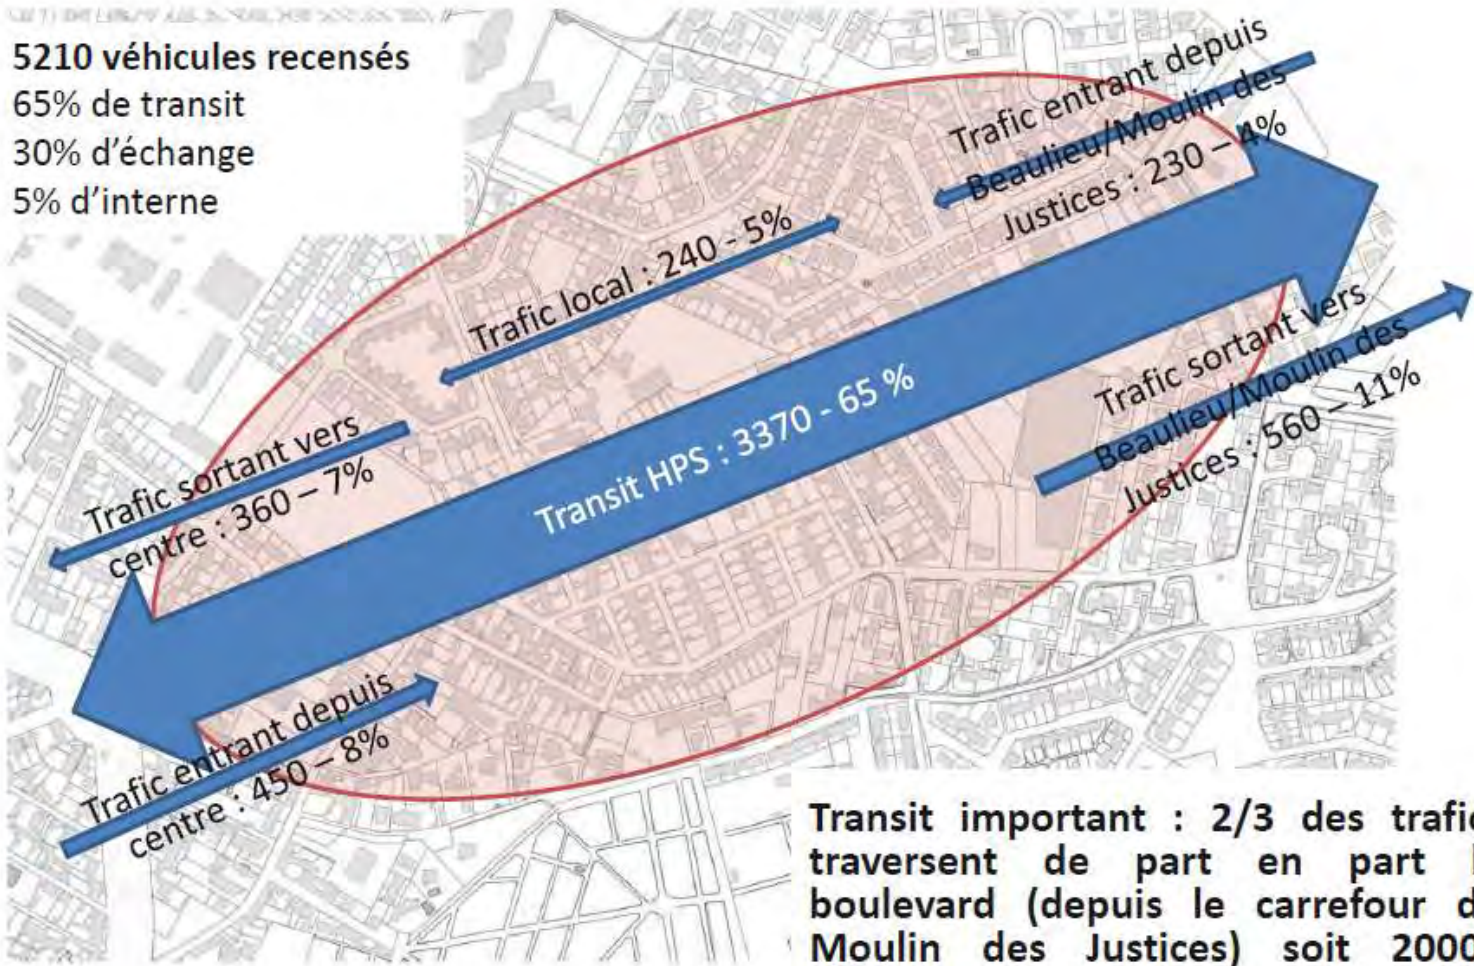 5210 véhicules recensés
65% de transit
30% d'échange
5% d'interne
Trafic entrant depuis
Beaulieu/Moulin des
Justices : 230 – 4%
Trafic local : 240 - 5%
Transit HPS : 3370 - 65 %
Trafic sortant vers
Beaulieu/Moulin des
Justices : 560 – 11%
Trafic sortant vers
centre : 360 – 7%
Trafic entrant depuis
centre : 450 – 8%
Transit important : 2/3 des trafic
traversent de part en part
boulevard (depuis le carrefour d
Moulin des Justices) soit 2000